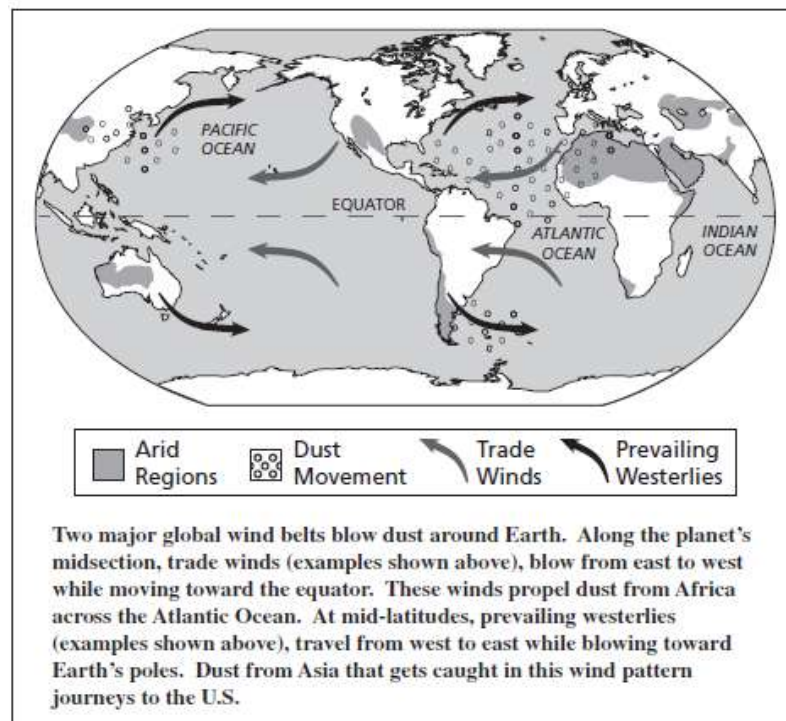 PACIFIC
OCEAN
EQUATOR
ATLANTIC
OCEAN
INDIAN
OCEAN
Arid
Regions
Dust
Movement
Trade
Winds
Prevailing
Westerlies
Two major global wind belts blow dust around Earth. Along the planet's
midsection, trade winds (examples shown above), blow from east to west
while moving toward the equator. These winds propel dust from Africa
across the Atlantic Ocean. At mid-latitudes, prevailing westerlies
(examples shown above), travel from west to east while blowing toward
Earth's poles. Dust from Asia that gets caught in this wind pattern
journeys to the U.S.